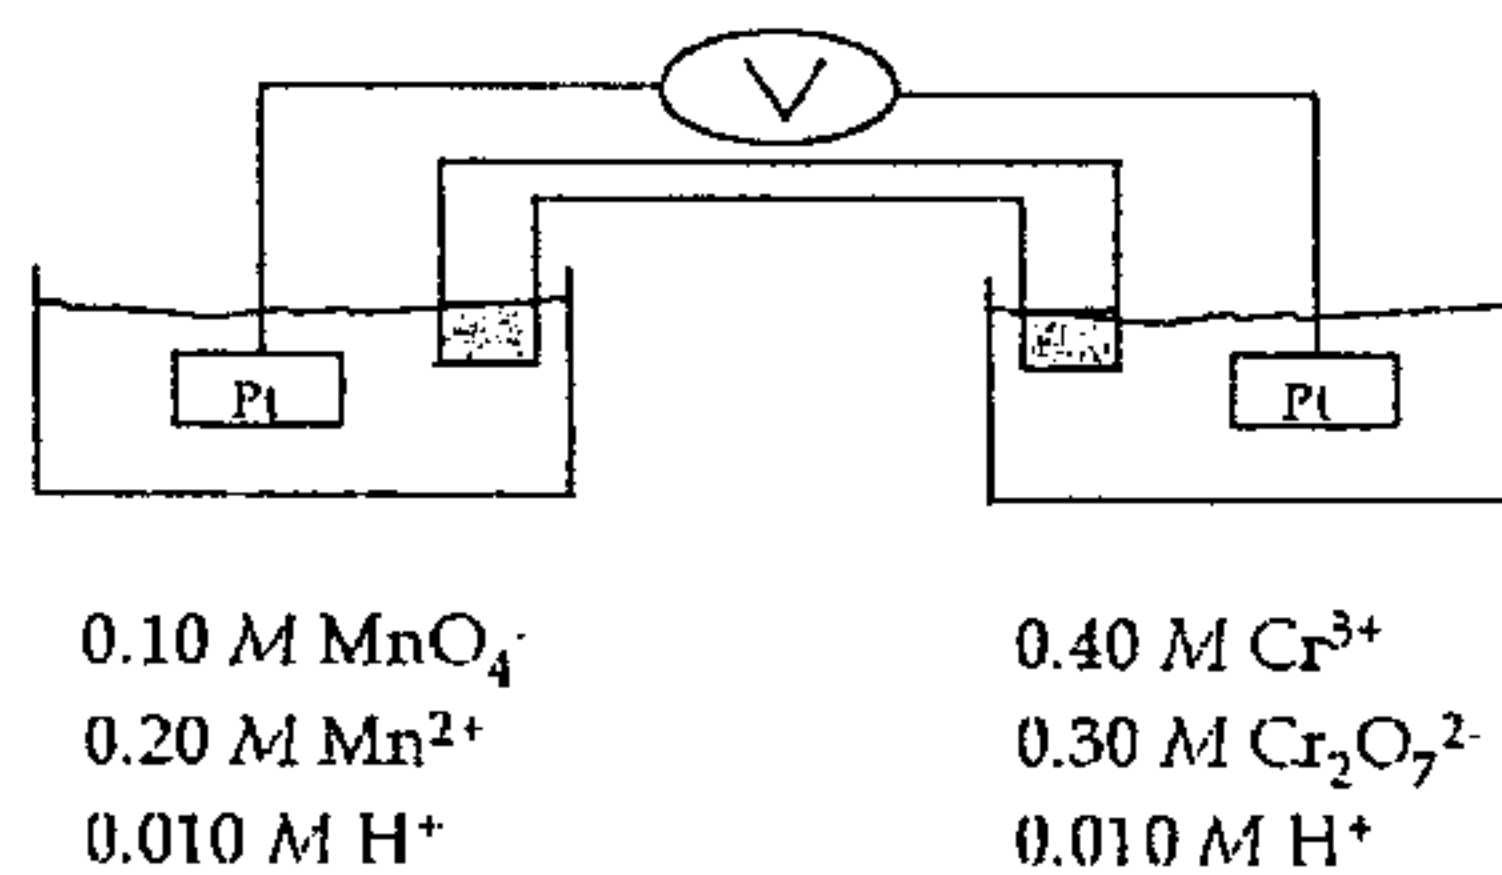 V
Pt Pt
0.10 M MnO₄⁻ 0.40 M Cr³⁺
0.20 M Mn²⁺ 0.30 M Cr₂O₇²⁻
0.010 M H⁺ 0.010 M H⁺